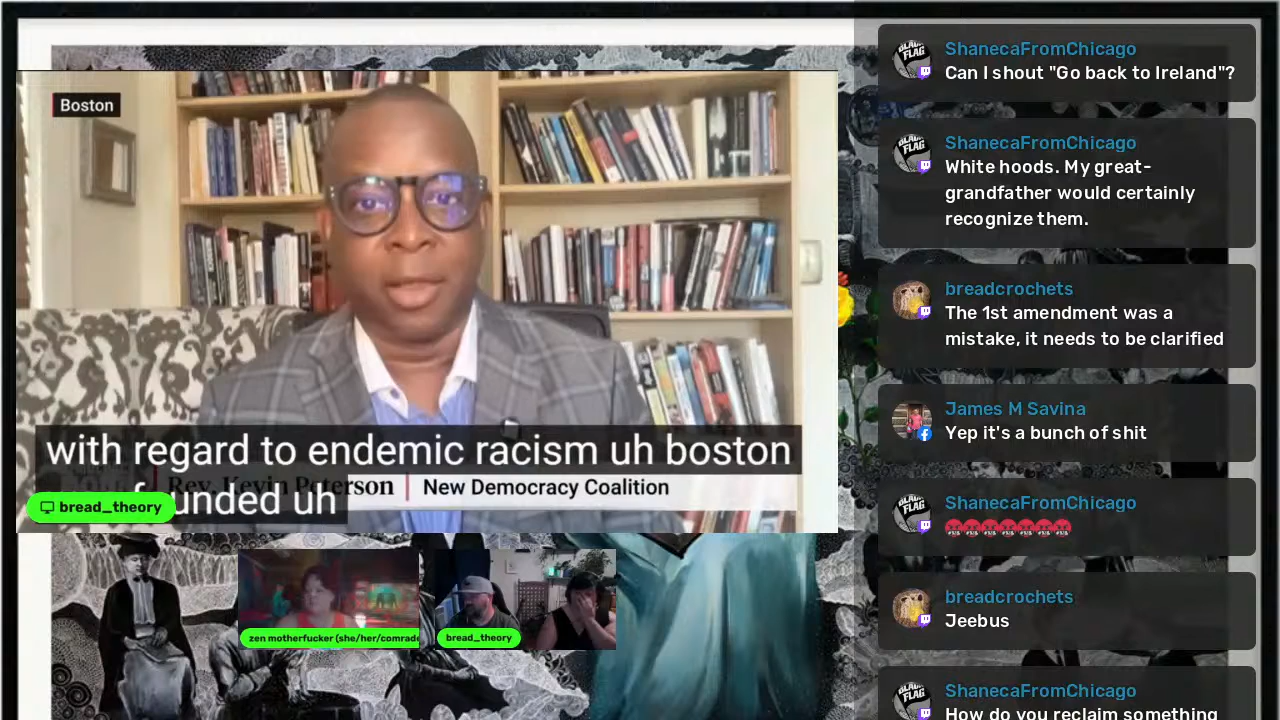 Boston
with regard to endemic racism uh boston
Rev. Kevin Peterson
New Democracy Coalition
founded uh
bread_theory
zen motherfucker (she/her/comrade
bread_theory
ShanecaFromChicago
Can I shout "Go back to Ireland"?
ShanecaFromChicago
White hoods. My great-
grandfather would certainly
recognize them.
breadcrochets
The 1st amendment was a
mistake, it needs to be clarified
James M Savina
Yep it's a bunch of shit
ShanecaFromChicago
breadcrochets
Jeebus
ShanecaFromChicago
How do you reclaim something